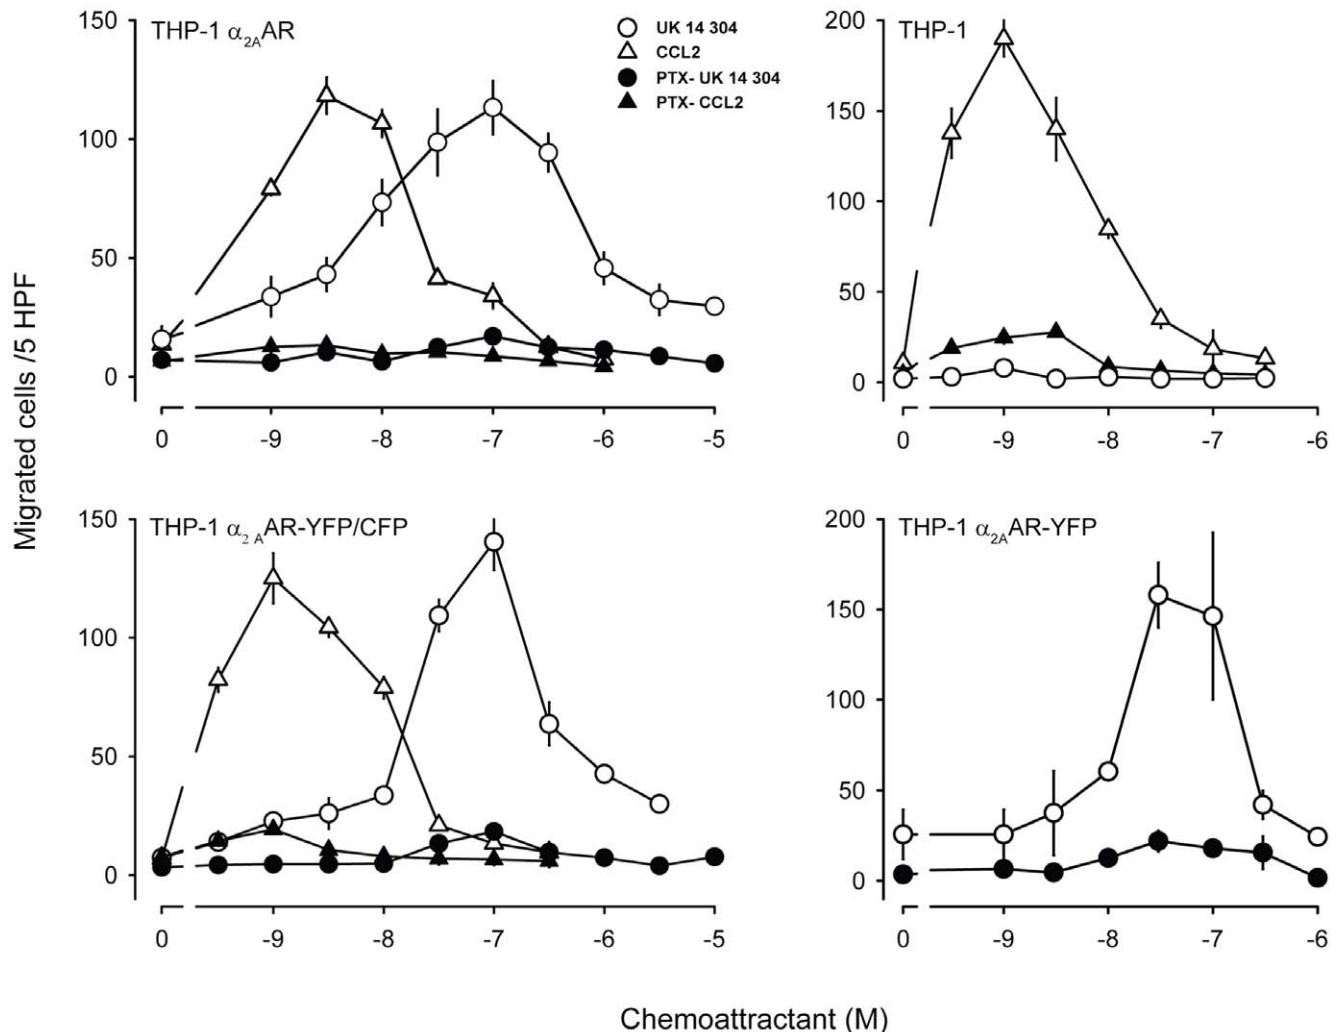 THP-1 α2AAR
UK 14 304
CCL2
PTX- UK 14 304
PTX- CCL2
150
100
50
0
0 -9 -8 -7 -6 -5
THP-1
200
150
100
50
0
0 -9 -8 -7 -6
Migrated cells /5 HPF
THP-1 α2 AAR-YFP/CFP
150
100
50
0
0 -9 -8 -7 -6 -5
THP-1 α2AAR-YFP
200
150
100
50
0
0 -9 -8 -7 -6
Chemoattractant (M)